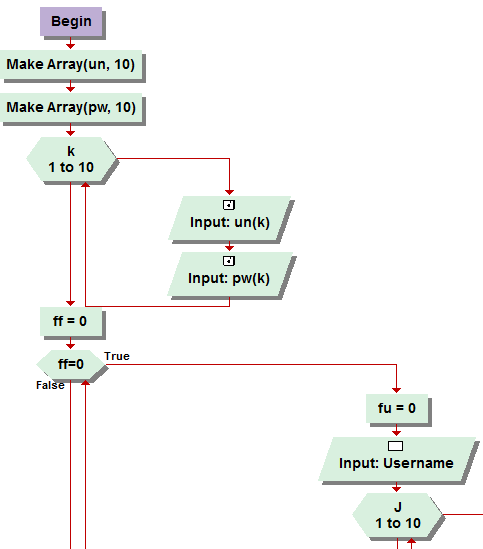 Begin
Make Array(un, 10)
Make Array(pw, 10)
k
1 to 10
Input: un(k)
Input: pw(k)
ff = 0
ff=0
True
False
fu = 0
Input: Username
J
1 to 10